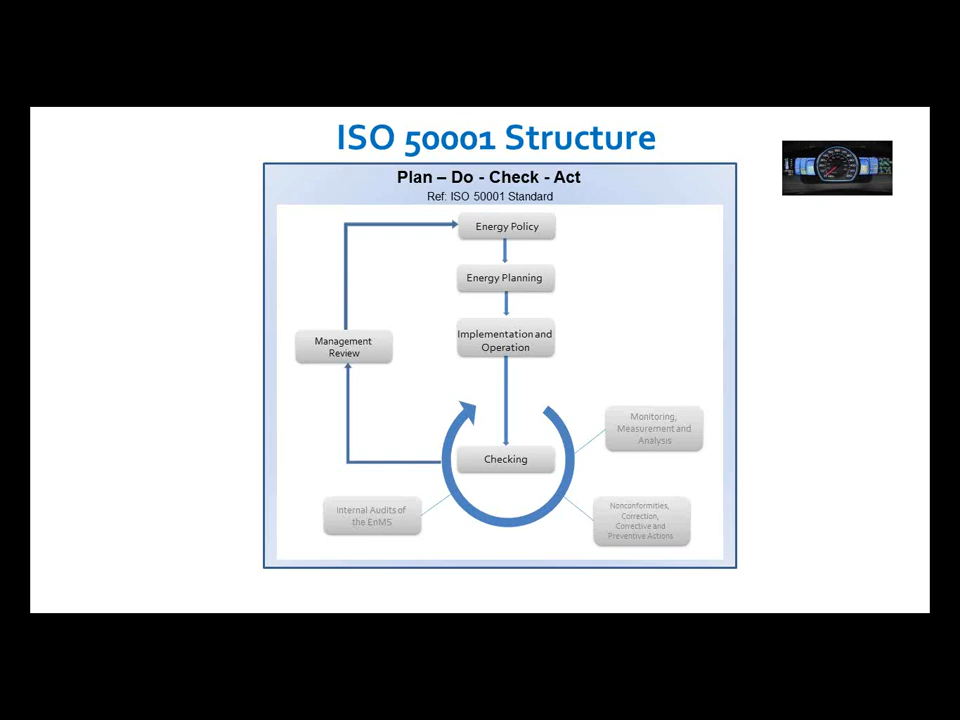 ISO 50001 Structure
Plan – Do - Check - Act
Ref: ISO 50001 Standard
Energy Policy
Energy Planning
Implementation and
Operation
Management
Review
Checking
Monitoring,
Measurement and
Analysis
Internal Audits of
the EnMS
Nonconformities,
Correction,
Corrective and
Preventive Actions